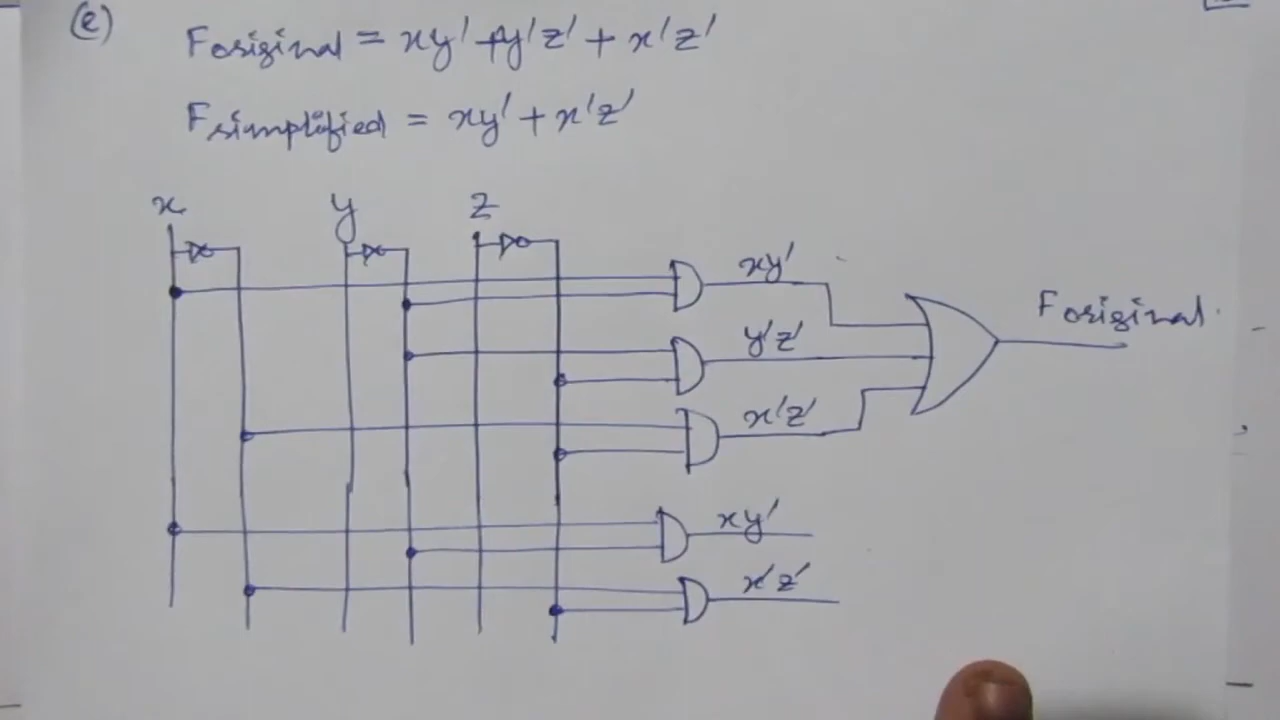 (e)
Foriginal = xy' + y'z' + x'z'
Fsimplified = xy' + x'z'
x y z
xy'
Foriginal
y'z'
x'z'
xy'
x'z'